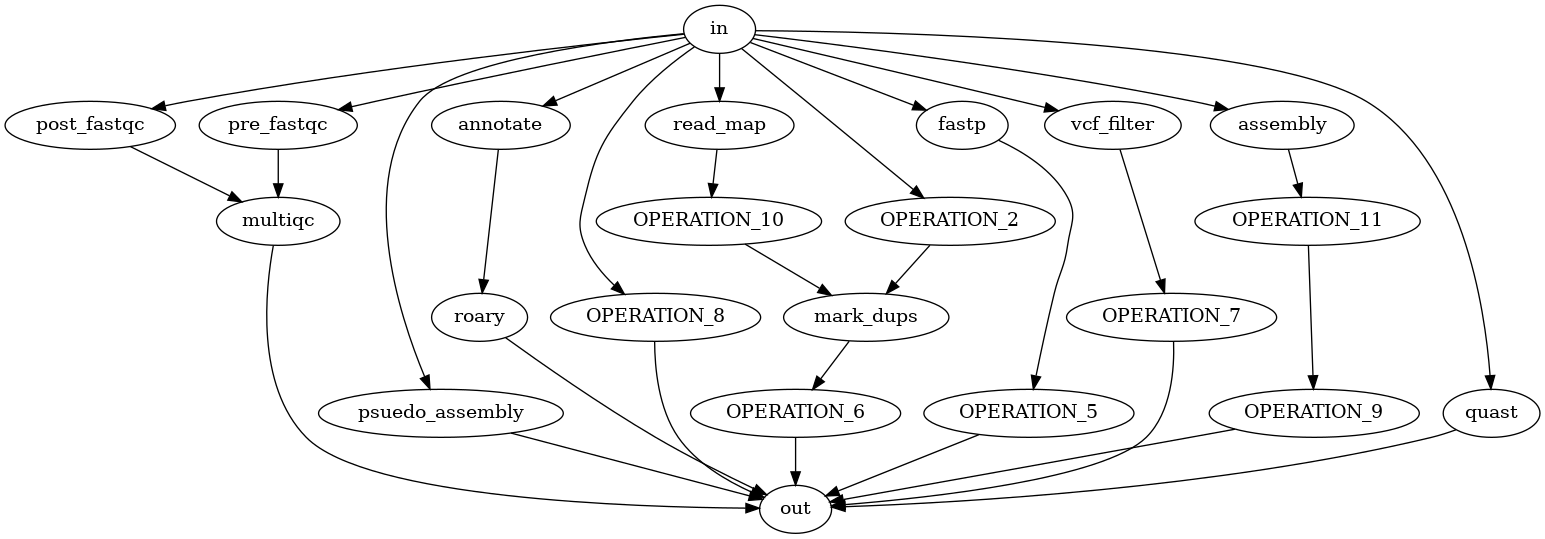 in
post_fastqc
pre_fastqc
annotate
read_map
fastp
vcf_filter
assembly
multiqc
OPERATION_10
OPERATION_2
OPERATION_11
roary
OPERATION_8
mark_dups
OPERATION_7
psuedo_assembly
OPERATION_6
OPERATION_5
OPERATION_9
quast
out